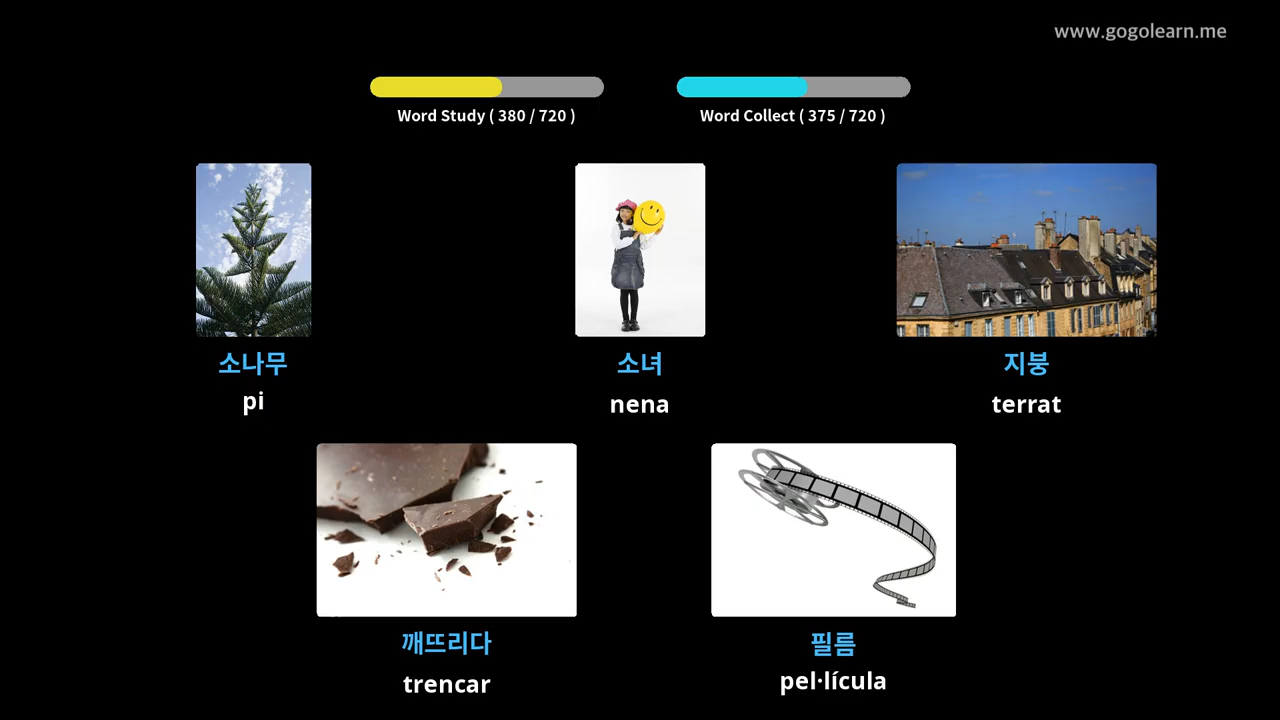 www.gogolearn.me
Word Study ( 380 / 720 )
Word Collect ( 375 / 720 )
소나무
pi
소녀
nena
지붕
terrat
깨뜨리다
trencar
필름
pel·lícula